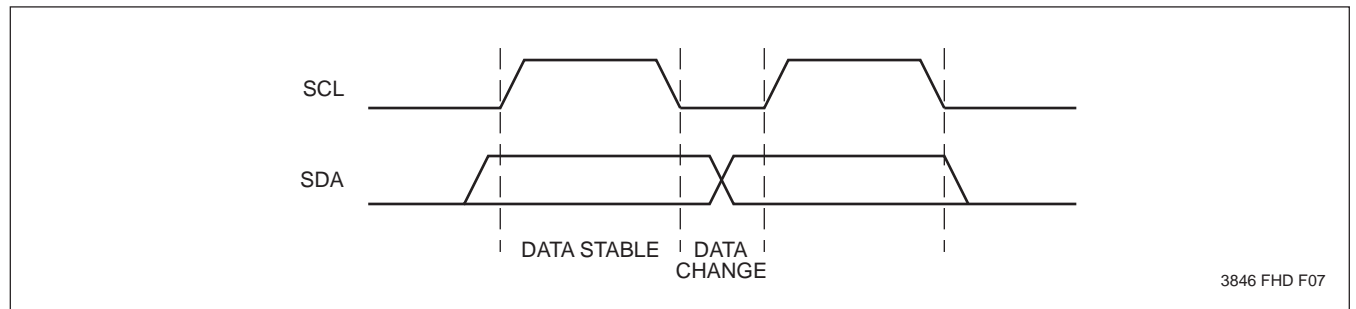 SCL
SDA
DATA STABLE
DATA
CHANGE
3846 FHD F07